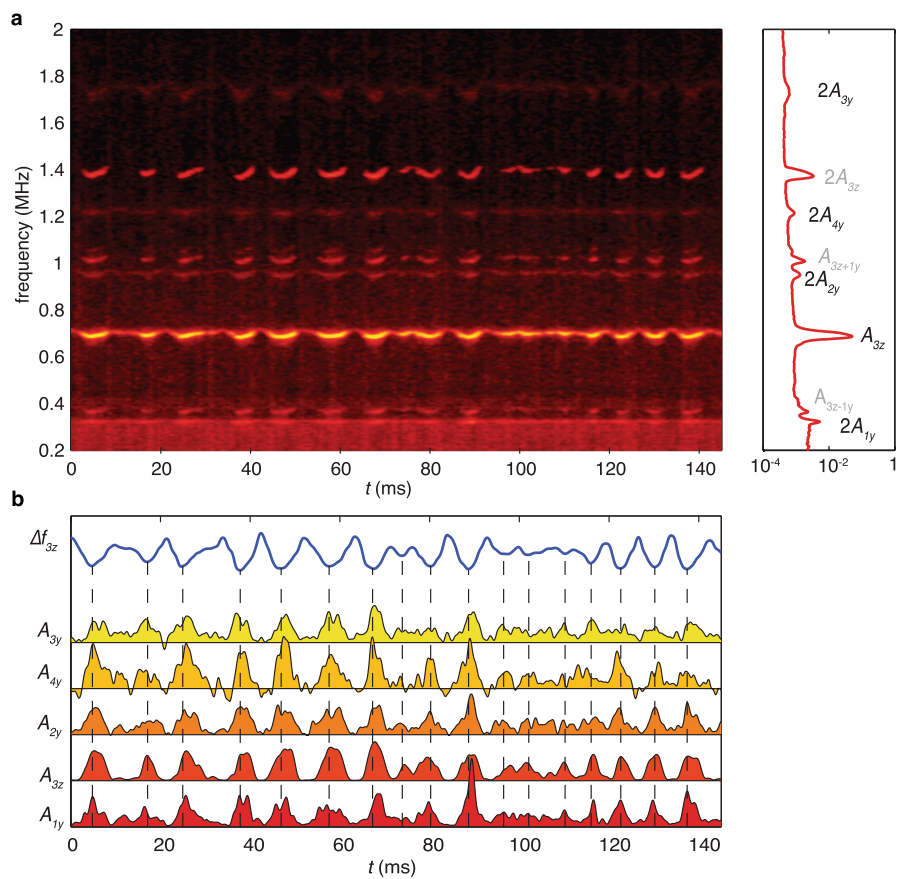 a
2
1.8
1.6
1.4
1.2
1
0.8
0.6
0.4
0.2
frequency (MHz)
0 20 40 60 80 100 120 140
t (ms)
2A3y
2A3z
2A4y
A3z+1y
2A2y
A3z
A3z-1y
2A1y
10-4 10-2 1
b
Δf3z
A3y
A4y
A2y
A3z
A1y
0 20 40 60 80 100 120 140
t (ms)